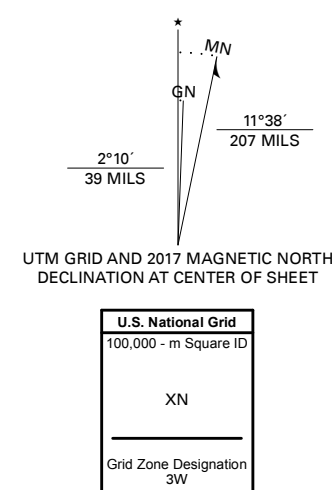 ★
MN
GN
11°38´
207 MILS
2°10´
39 MILS
UTM GRID AND 2017 MAGNETIC NORTH
DECLINATION AT CENTER OF SHEET
U.S. National Grid
100,000 - m Square ID
XN
Grid Zone Designation
3W